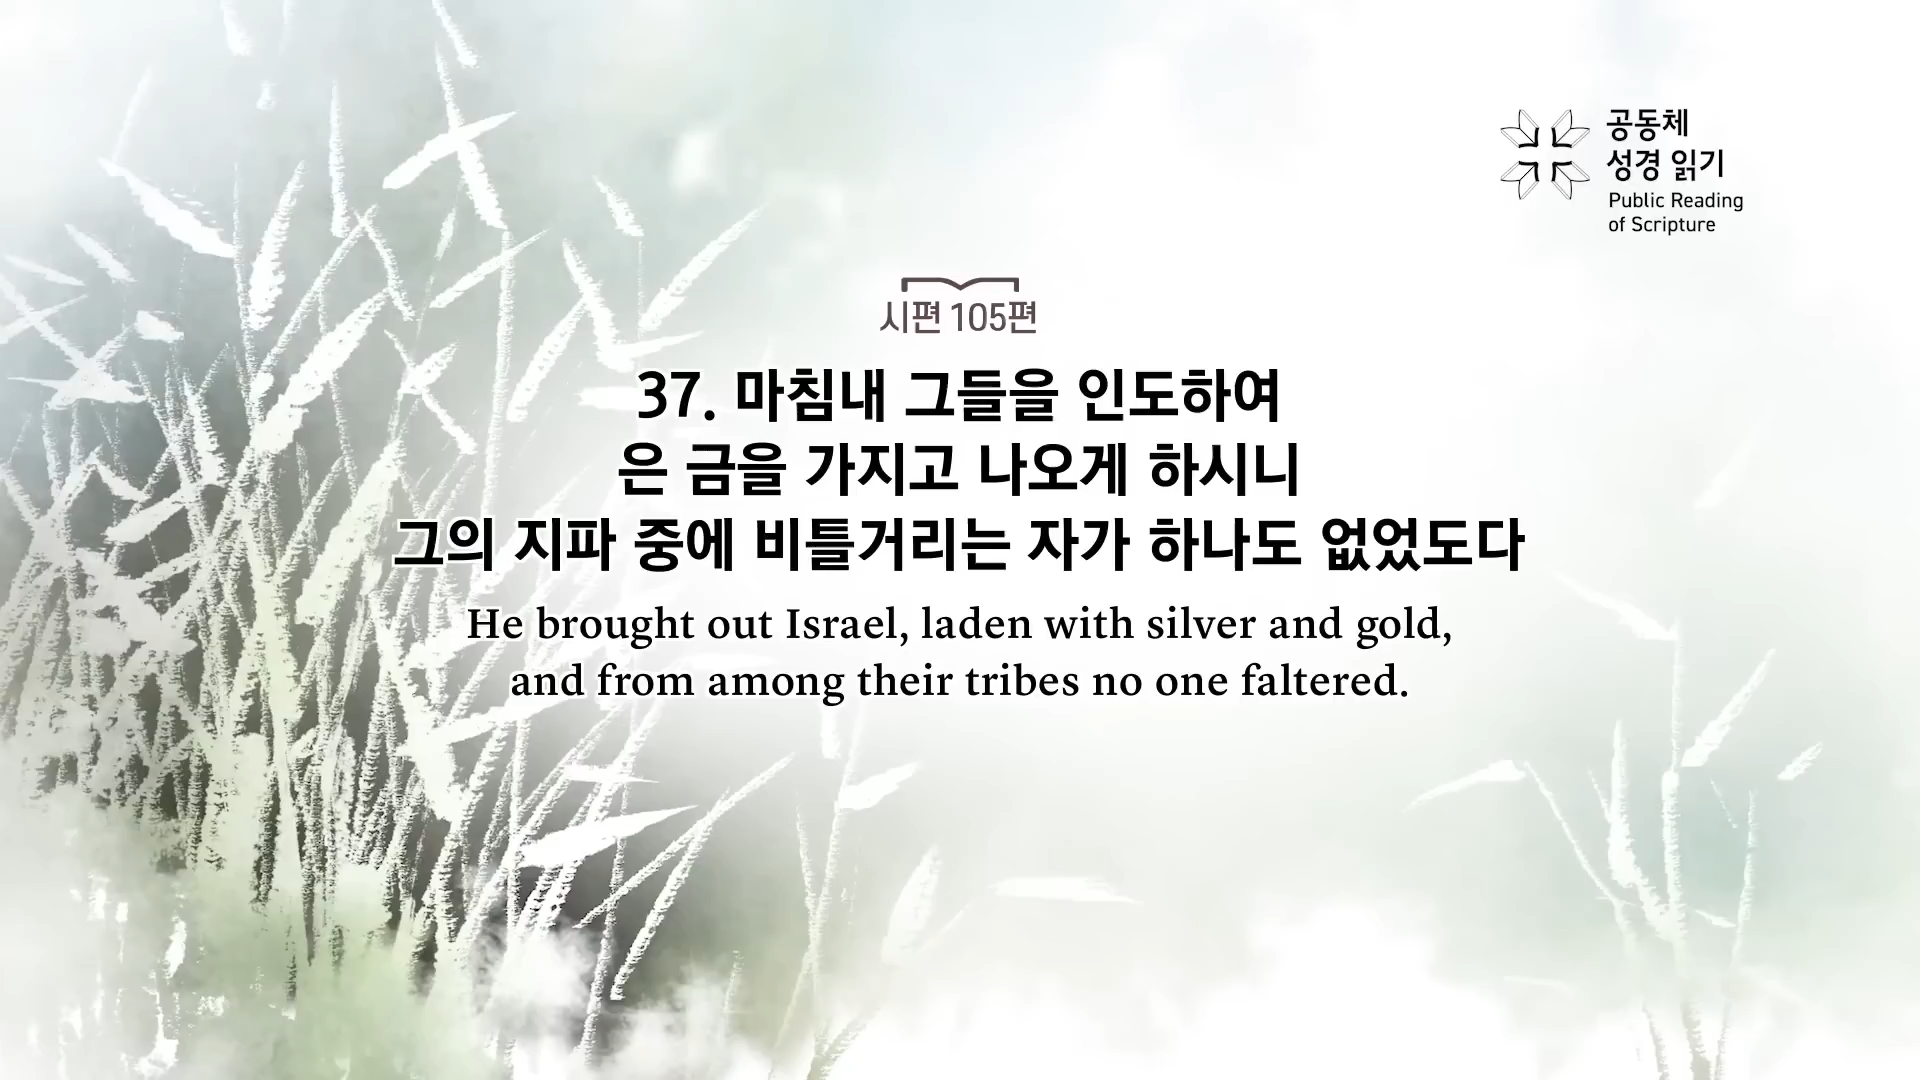 공동체
성경 읽기
Public Reading
of Scripture
시편 105편
37. 마침내 그들을 인도하여
은 금을 가지고 나오게 하시니
그의 지파 중에 비틀거리는 자가 하나도 없었도다
He brought out Israel, laden with silver and gold,
and from among their tribes no one faltered.